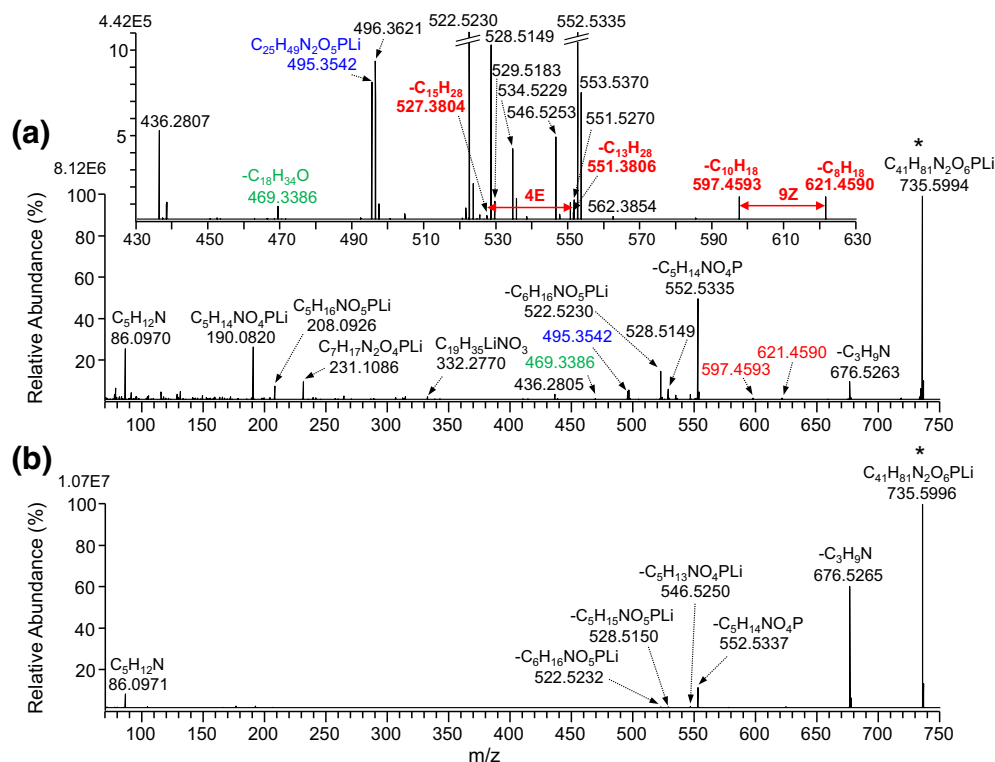 (a)
4.42E5
10
5
C₂₅H₄₉N₂O₅PLi
495.3542
496.3621
522.5230
528.5149
552.5335
529.5183
534.5229
546.5253
553.5370
551.5270
-C₁₅H₂₈
527.3804
-C₁₃H₂₈
551.3806
436.2807
-C₁₈H₃₄O
469.3386
4E
562.3854
-C₁₀H₁₈
597.4593
-C₈H₁₈
621.4590
9Z
*
C₄₁H₈₁N₂O₆PLi
735.5994
430 450 470 490 510 530 550 570 590 610 630
8.12E6
Relative Abundance (%)
100
80
60
40
20
C₅H₁₂N
86.0970
C₅H₁₄NO₄PLi
190.0820
C₅H₁₆NO₅PLi
208.0926
C₇H₁₇N₂O₄PLi
231.1086
C₁₉H₃₅LiNO₃
332.2770
436.2805
469.3386
495.3542
-C₆H₁₆NO₅PLi
522.5230
528.5149
-C₅H₁₄NO₄P
552.5335
597.4593
621.4590
-C₃H₉N
676.5263
100 150 200 250 300 350 400 450 500 550 600 650 700 750
(b)
1.07E7
Relative Abundance (%)
100
80
60
40
20
*
C₄₁H₈₁N₂O₆PLi
735.5996
-C₃H₉N
676.5265
-C₅H₁₃NO₄PLi
546.5250
-C₅H₁₅NO₅PLi
528.5150
-C₅H₁₄NO₄P
552.5337
-C₆H₁₆NO₅PLi
522.5232
C₅H₁₂N
86.0971
100 150 200 250 300 350 400 450 500 550 600 650 700 750
m/z